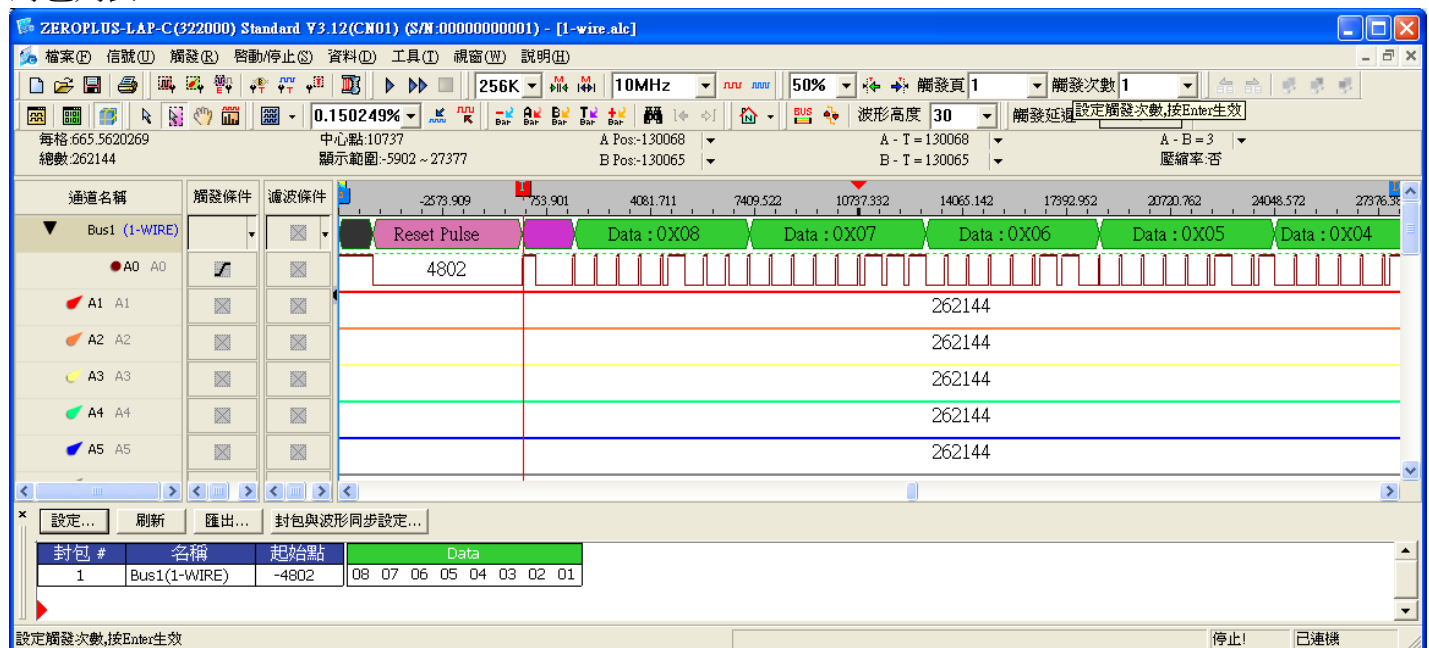 ZEROPLUS-LAP-C(322000) Standard V3.12(CN01) (S/N:00000000001) - [1-wire.alc]
檔案(F) 信號(U) 觸發(R) 啓動/停止(S) 資料(D) 工具(T) 視窗(W) 說明(H)
256K 10MHz 50% 觸發頁 1 觸發次數 1
0.150249% Bar Bar Bar Bar BUS 波形高度 30 觸發延遲 設定觸發次數,按Enter生效
每格:665.5620269 中心點:10737 A Pos:-130068 A - T = 130068 A - B = 3
總數:262144 顯示範圍:-5902 ~ 27377 B Pos:-130065 B - T = 130065 壓縮率:否
通道名稱 觸發條件 濾波條件 -2573.909 753.901 4081.711 7409.522 10737.332 14065.142 17392.952 20720.762 24048.572 27376.38
Bus1 (1-WIRE) Reset Pulse Data : 0X08 Data : 0X07 Data : 0X06 Data : 0X05 Data : 0X04
A0 A0 4802
A1 A1 262144
A2 A2 262144
A3 A3 262144
A4 A4 262144
A5 A5 262144
設定... 刷新 匯出... 封包與波形同步設定...
封包 # 名稱 起始點 Data
1 Bus1(1-WIRE) -4802 08 07 06 05 04 03 02 01
設定觸發次數,按Enter生效 停止! 已連機